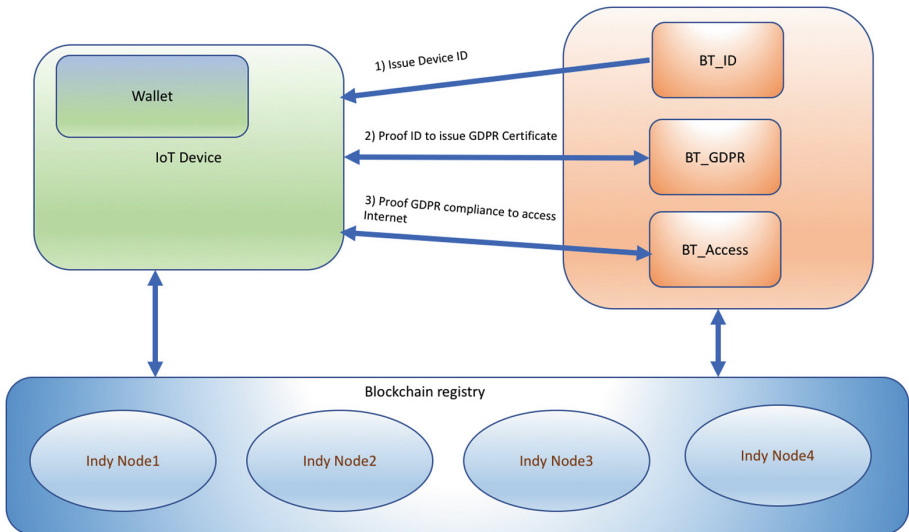 1) Issue Device ID
BT_ID
Wallet
2) Proof ID to issue GDPR Certificate
IoT Device
BT_GDPR
3) Proof GDPR compliance to access
Internet
BT_Access
Blockchain registry
Indy Node1
Indy Node2
Indy Node3
Indy Node4